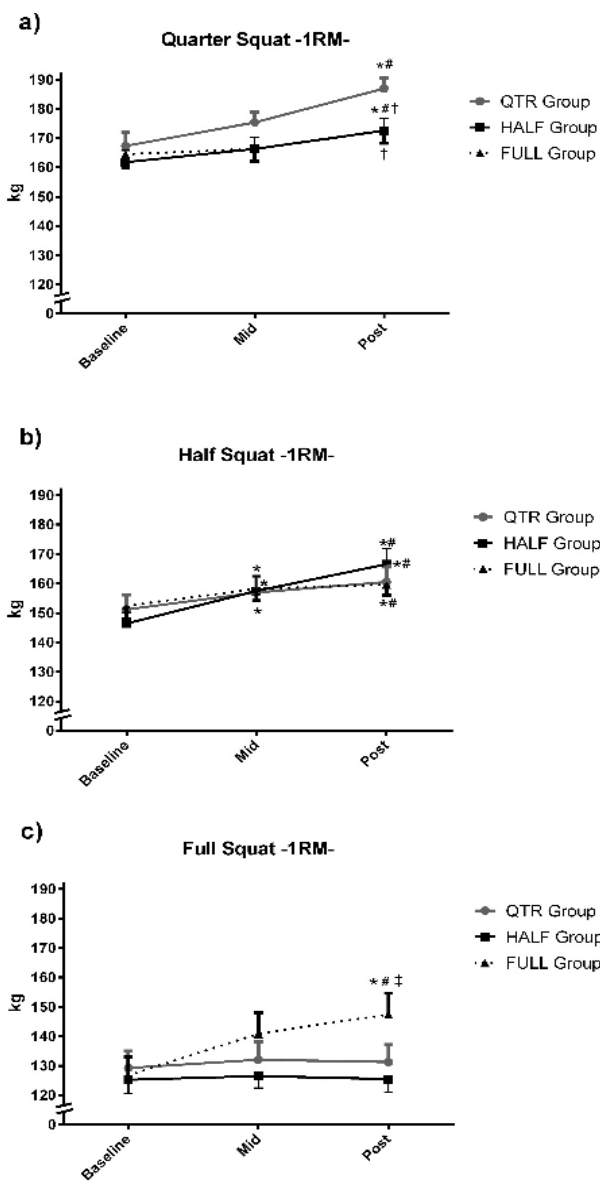 a)
Quarter Squat -1RM-
190
180
170
160
150
140
130
120
0
kg
Baseline
Mid
Post
*#
*#†
†
QTR Group
HALF Group
FULL Group
b)
Half Squat -1RM-
190
180
170
160
150
140
130
120
0
kg
Baseline
Mid
Post
*
*
*
*#
*#
*#
QTR Group
HALF Group
FULL Group
c)
Full Squat -1RM-
190
180
170
160
150
140
130
120
0
kg
Baseline
Mid
Post
*#‡
QTR Group
HALF Group
FULL Group